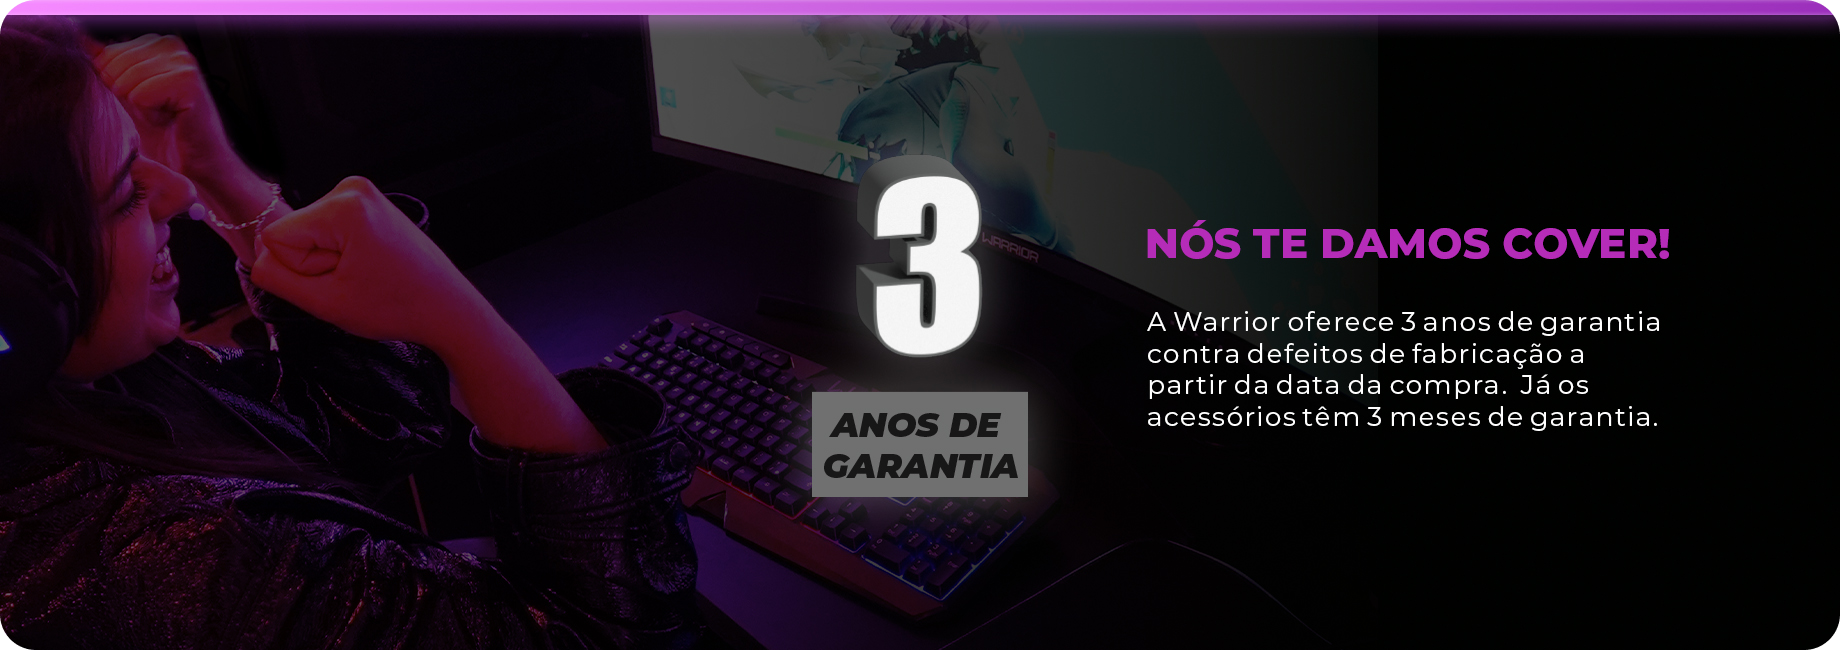 3
ANOS DE
GARANTIA
WARRIOR
NÓS TE DAMOS COVER!
A Warrior oferece 3 anos de garantia
contra defeitos de fabricação a
partir da data da compra. Já os
acessórios têm 3 meses de garantia.